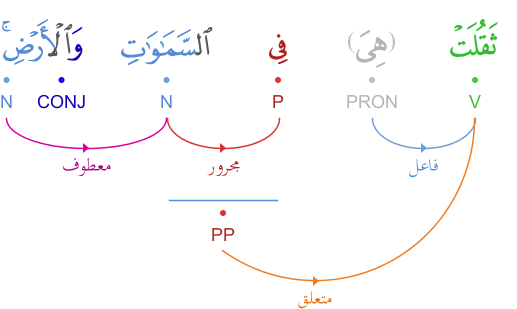 ثَقُلَتْ (هِىَ) فِى ٱلسَّمَٰوَٰتِ وَٱلْأَرْضِ ۚ
V PRON P N CONJ N
فاعل مجرور معطوف
PP
متعلق